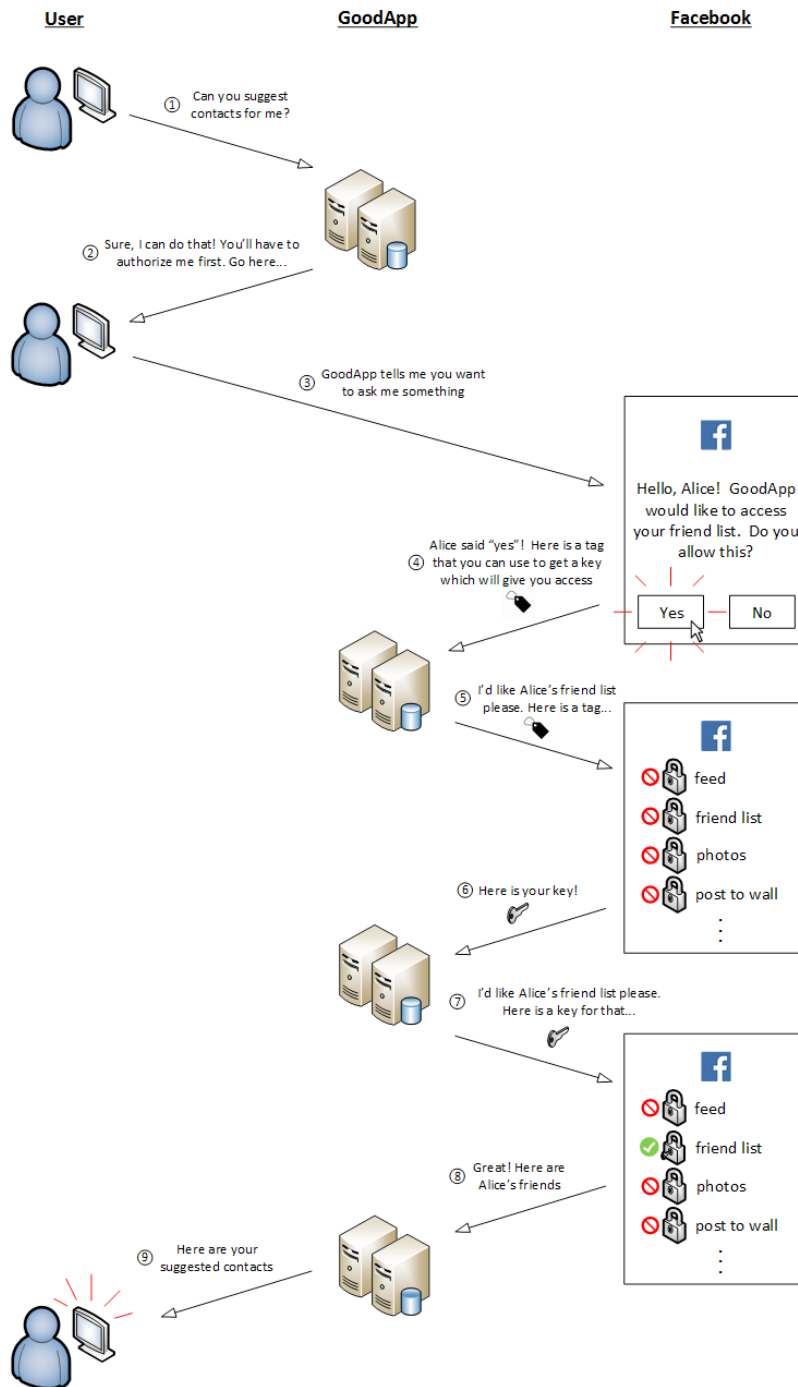 User
GoodApp
Facebook
① Can you suggest
contacts for me?
② Sure, I can do that! You'll have to
authorize me first. Go here...
③ GoodApp tells me you want
to ask me something
f
Hello, Alice! GoodApp
would like to access
your friend list. Do you
allow this?
Yes
No
④ Alice said "yes"! Here is a tag
that you can use to get a key
which will give you access
⑤ I'd like Alice's friend list
please. Here is a tag...
f
feed
friend list
photos
post to wall
⑥ Here is your key!
⑦ I'd like Alice's friend list please.
Here is a key for that...
f
feed
friend list
photos
post to wall
⑧ Great! Here are
Alice's friends
⑨ Here are your
suggested contacts